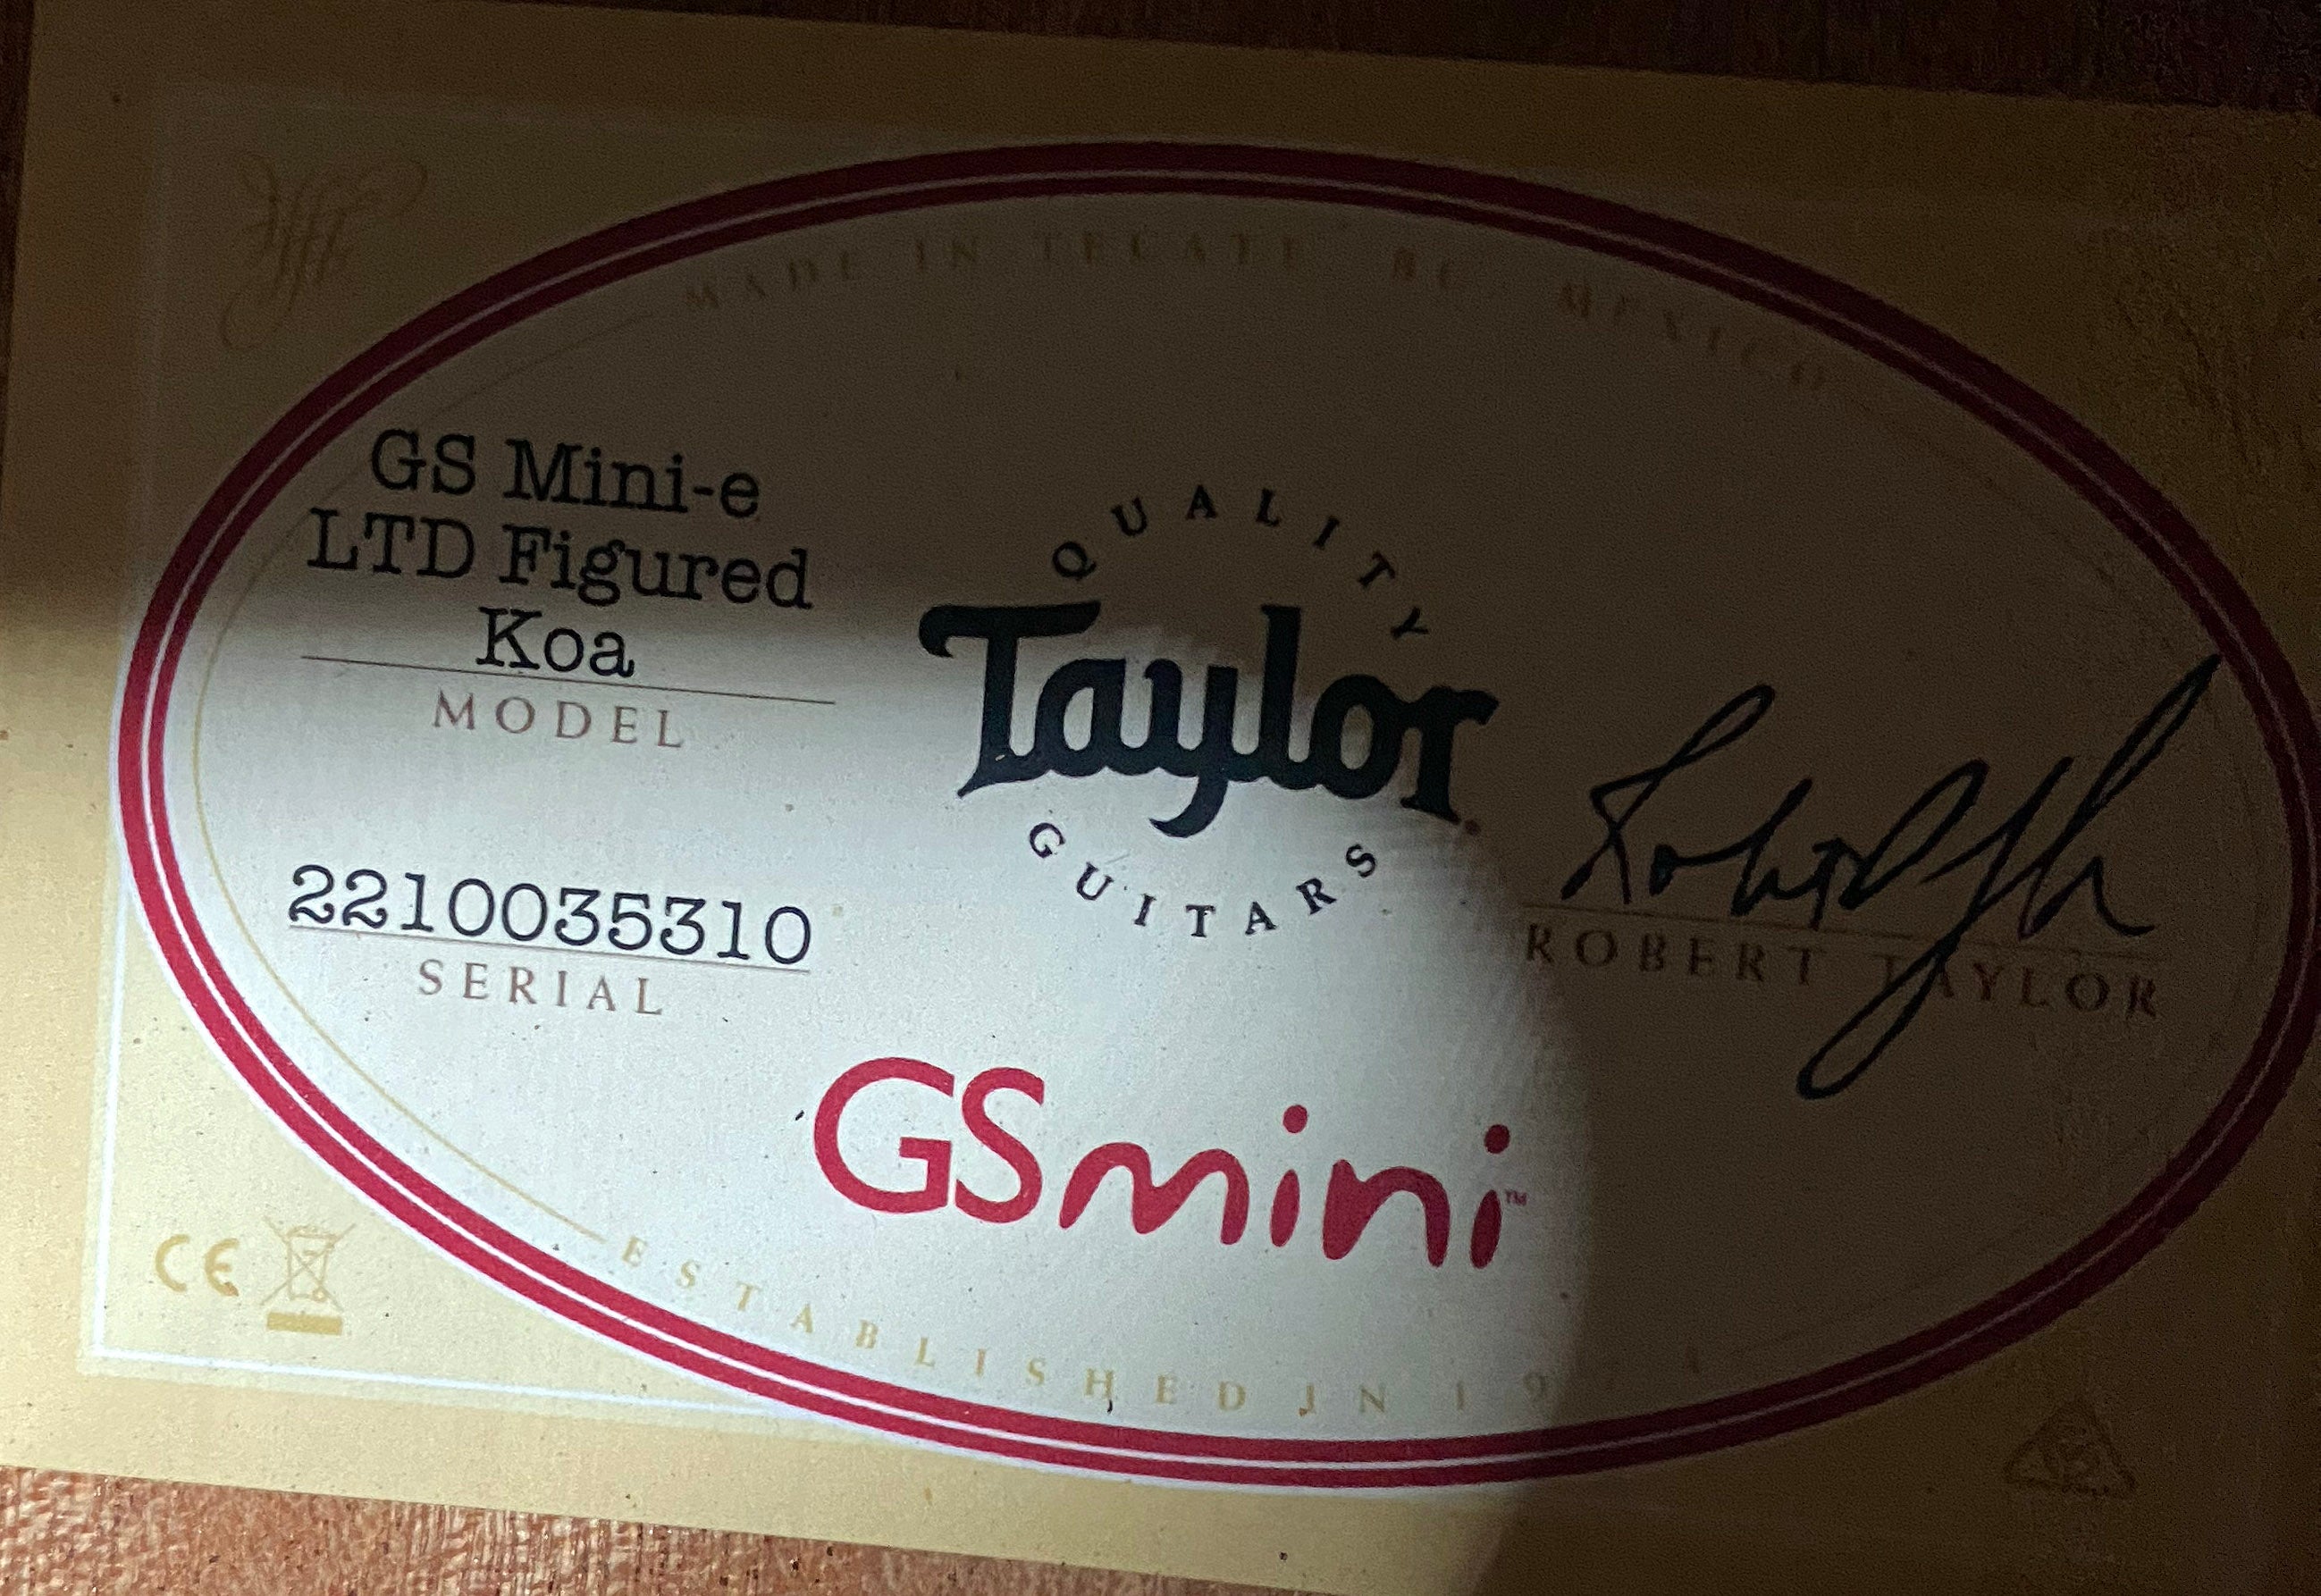 MADE IN TECATE BC, MEXICO
GS Mini-e
LTD Figured
Koa
MODEL
2210035310
SERIAL
QUALITY
Taylor
GUITARS
ROBERT TAYLOR
GSmini™
CE
ESTABLISHED IN 19